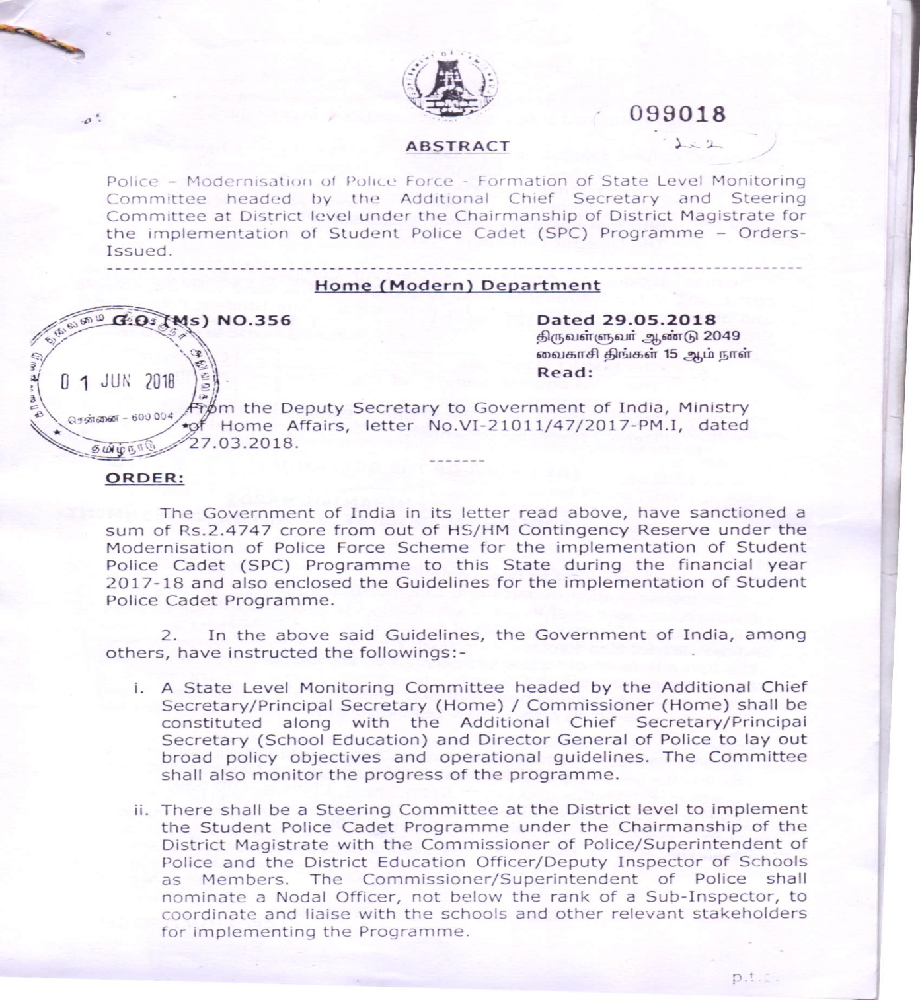 099018
ABSTRACT
Police – Modernisation of Police Force - Formation of State Level Monitoring
Committee headed by the Additional Chief Secretary and Steering
Committee at District level under the Chairmanship of District Magistrate for
the implementation of Student Police Cadet (SPC) Programme – Orders-
Issued.
Home (Modern) Department
G.O. (Ms) NO.356
Dated 29.05.2018
திருவள்ளுவர் ஆண்டு 2049
வைகாசி திங்கள் 15 ஆம் நாள்
Read:
தலைமை
0 1 JUN 2018
சென்னை - 600 004
தமிழ்நாடு
From the Deputy Secretary to Government of India, Ministry
of Home Affairs, letter No.VI-21011/47/2017-PM.I, dated
27.03.2018.
ORDER:
The Government of India in its letter read above, have sanctioned a
sum of Rs.2.4747 crore from out of HS/HM Contingency Reserve under the
Modernisation of Police Force Scheme for the implementation of Student
Police Cadet (SPC) Programme to this State during the financial year
2017-18 and also enclosed the Guidelines for the implementation of Student
Police Cadet Programme.
2. In the above said Guidelines, the Government of India, among
others, have instructed the followings:-
i. A State Level Monitoring Committee headed by the Additional Chief
Secretary/Principal Secretary (Home) / Commissioner (Home) shall be
constituted along with the Additional Chief Secretary/Principal
Secretary (School Education) and Director General of Police to lay out
broad policy objectives and operational guidelines. The Committee
shall also monitor the progress of the programme.
ii. There shall be a Steering Committee at the District level to implement
the Student Police Cadet Programme under the Chairmanship of the
District Magistrate with the Commissioner of Police/Superintendent of
Police and the District Education Officer/Deputy Inspector of Schools
as Members. The Commissioner/Superintendent of Police shall
nominate a Nodal Officer, not below the rank of a Sub-Inspector, to
coordinate and liaise with the schools and other relevant stakeholders
for implementing the Programme.